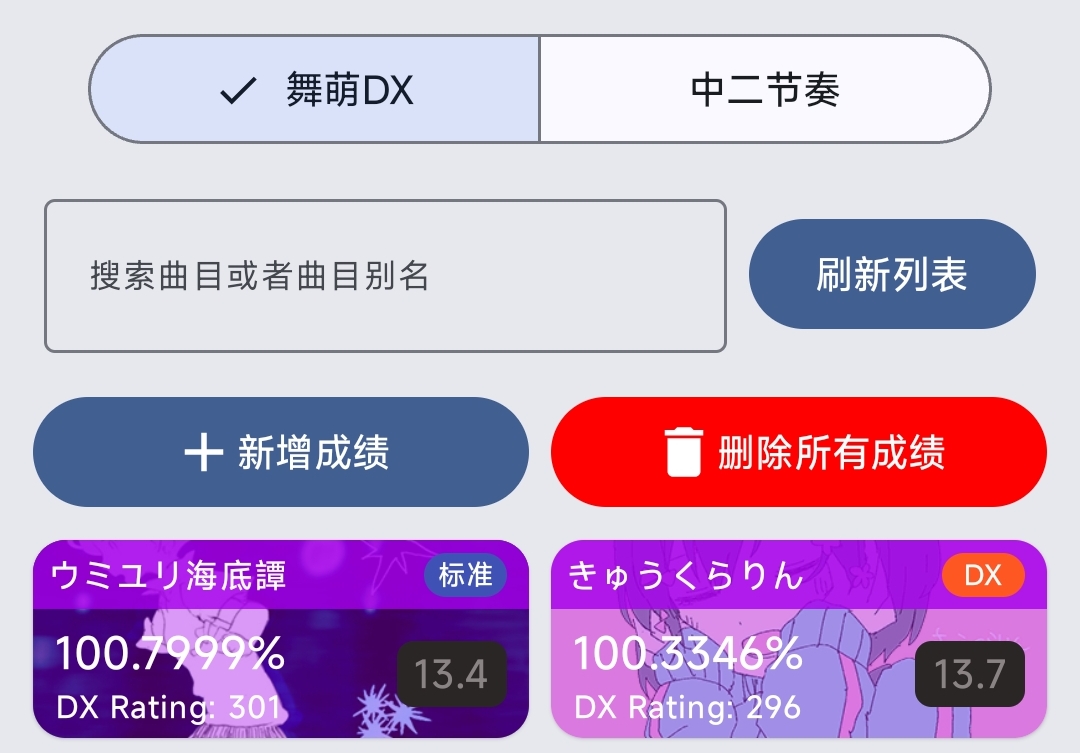 舞萌DX
中二节奏
搜索曲目或者曲目别名
刷新列表
新增成绩
删除所有成绩
ウミユリ海底譚
标准
100.7999%
13.4
DX Rating: 301
きゅうくらりん
DX
100.3346%
13.7
DX Rating: 296